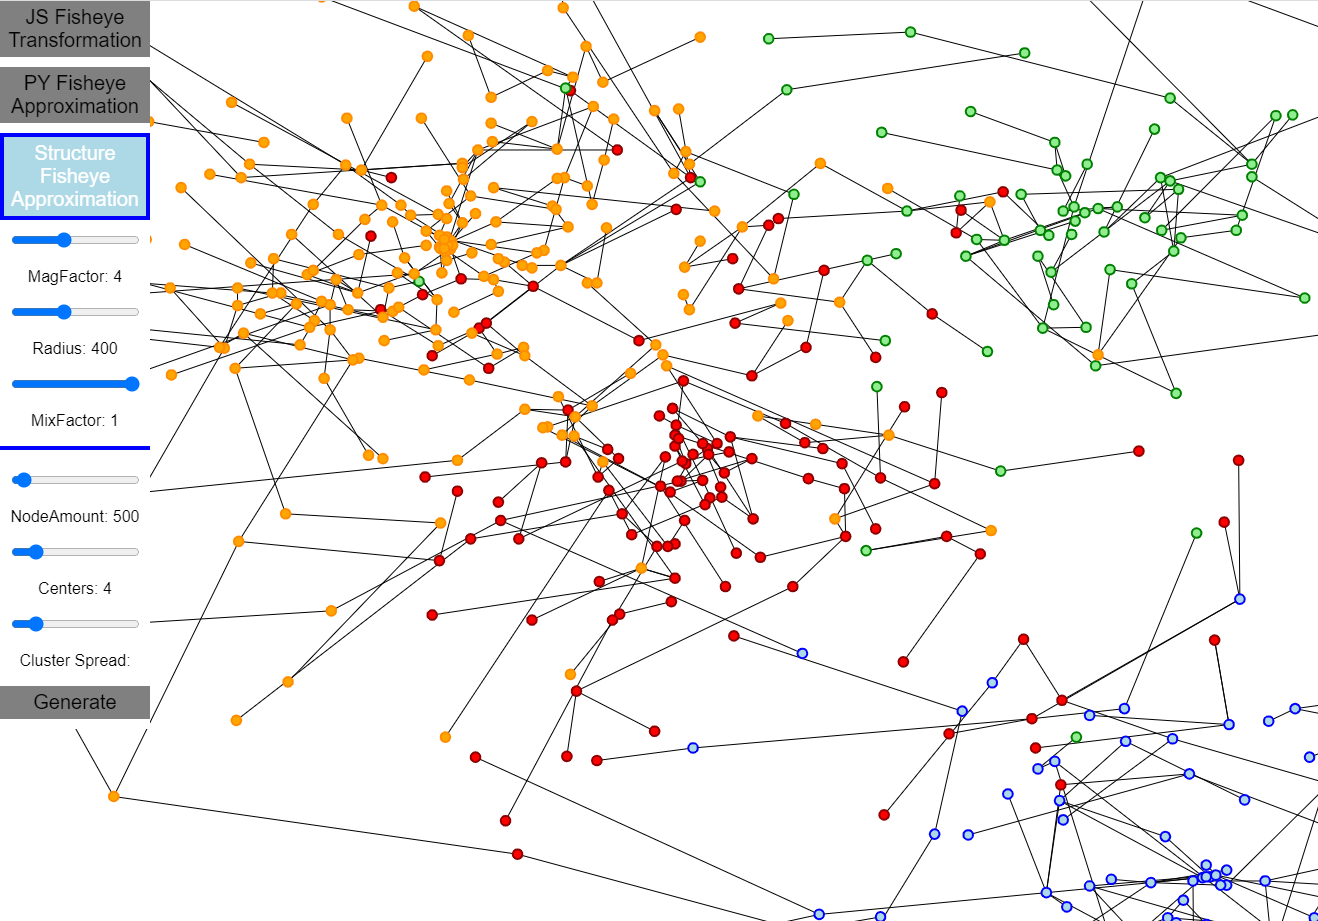 JS Fisheye
Transformation
PY Fisheye
Approximation
Structure
Fisheye
Approximation
MagFactor: 4
Radius: 400
MixFactor: 1
NodeAmount: 500
Centers: 4
Cluster Spread:
Generate